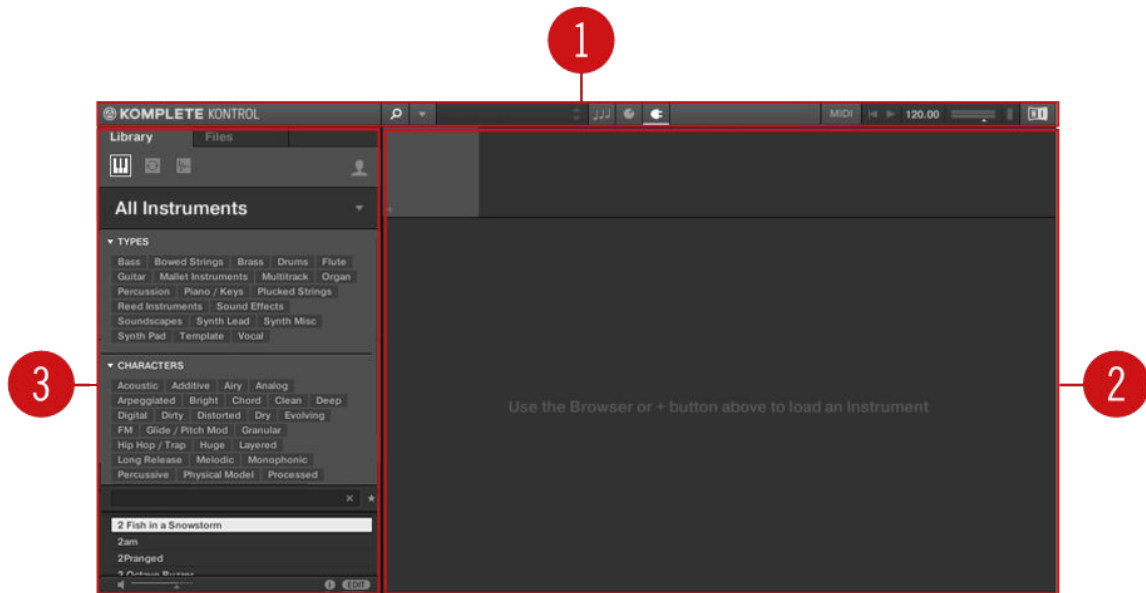 1
KOMPLETE KONTROL
MIDI
120.00
Library Files
All Instruments
TYPES
Bass Bowed Strings Brass Drums Flute
Guitar Mallet Instruments Multitrack Organ
Percussion Piano / Keys Plucked Strings
Reed Instruments Sound Effects
Soundscapes Synth Lead Synth Misc
Synth Pad Template Vocal
CHARACTERS
Acoustic Additive Airy Analog
Arpeggiated Bright Chord Clean Deep
Digital Dirty Distorted Dry Evolving
FM Glide / Pitch Mod Granular
Hip Hop / Trap Huge Layered
Long Release Melodic Monophonic
Percussive Physical Model Processed
2 Fish in a Snowstorm
2am
2Pranged
EDIT
Use the Browser or + button above to load an Instrument
2
3